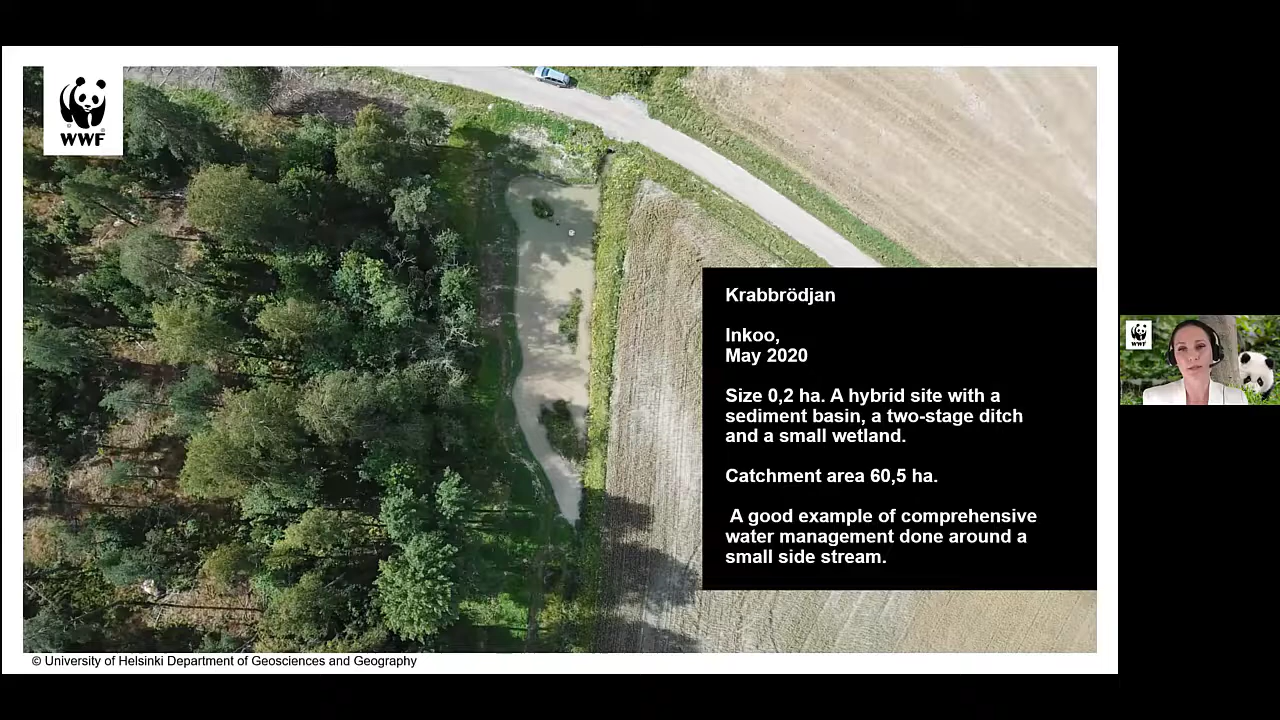 WWF
Krabbrödjan
Inkoo,
May 2020
Size 0,2 ha. A hybrid site with a
sediment basin, a two-stage ditch
and a small wetland.
Catchment area 60,5 ha.
A good example of comprehensive
water management done around a
small side stream.
© University of Helsinki Department of Geosciences and Geography
WWF